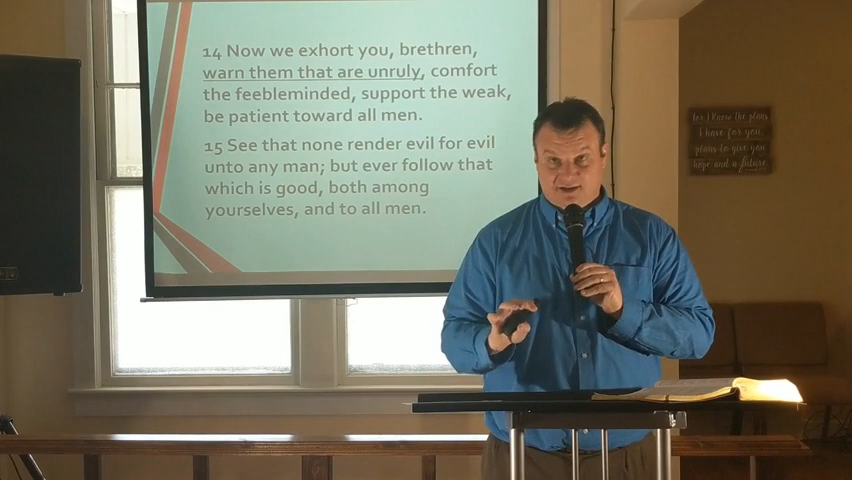 14 Now we exhort you, brethren,
warn them that are unruly, comfort
the feebleminded, support the weak,
be patient toward all men.
15 See that none render evil for evil
unto any man; but ever follow that
which is good, both among
yourselves, and to all men.
for I know the plans
I have for you,
plans to give you
hope and a future